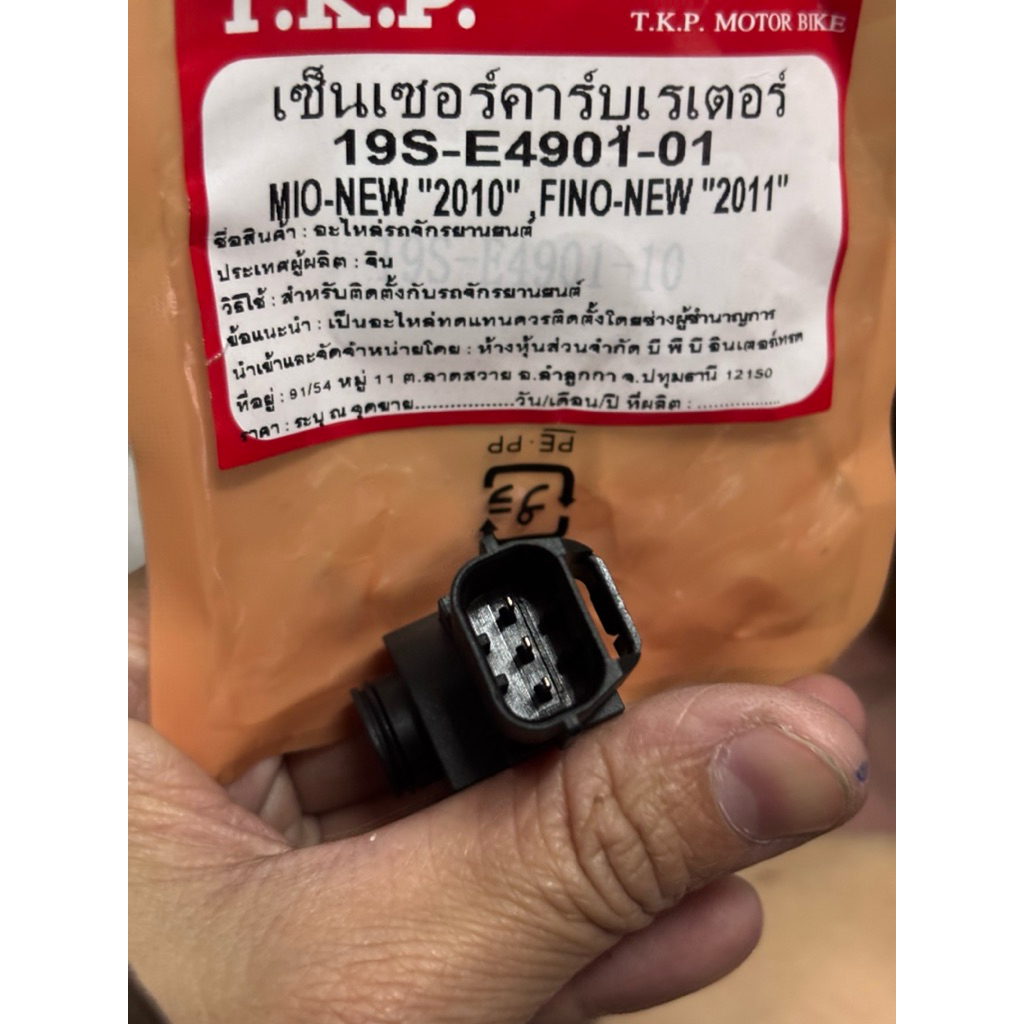 T.K.P.
T.K.P. MOTOR BIKE
เซ็นเซอร์คาร์บูเรเตอร์
19S-E4901-01
MIO-NEW "2010" ,FINO-NEW "2011"
19S-E4901-10
ชื่อสินค้า : อะไหล่รถจักรยานยนต์
ประเทศผู้ผลิต : จีน
วิธีใช้ : สำหรับติดตั้งกับรถจักรยานยนต์
ข้อแนะนำ : เป็นอะไหล่ทดแทนควรติดตั้งโดยช่างผู้ชำนาญการ
นำเข้าและจัดจำหน่ายโดย : ห้างหุ้นส่วนจำกัด บี พี บี อินเตอร์เทรด
ที่อยู่ : 91/54 หมู่ 11 ต.ลาดสวาย อ.ลำลูกกา จ.ปทุมธานี 12150
ราคา : ระบุ ณ จุดขาย................วัน/เดือน/ปี ที่ผลิต : ................
PE·PP